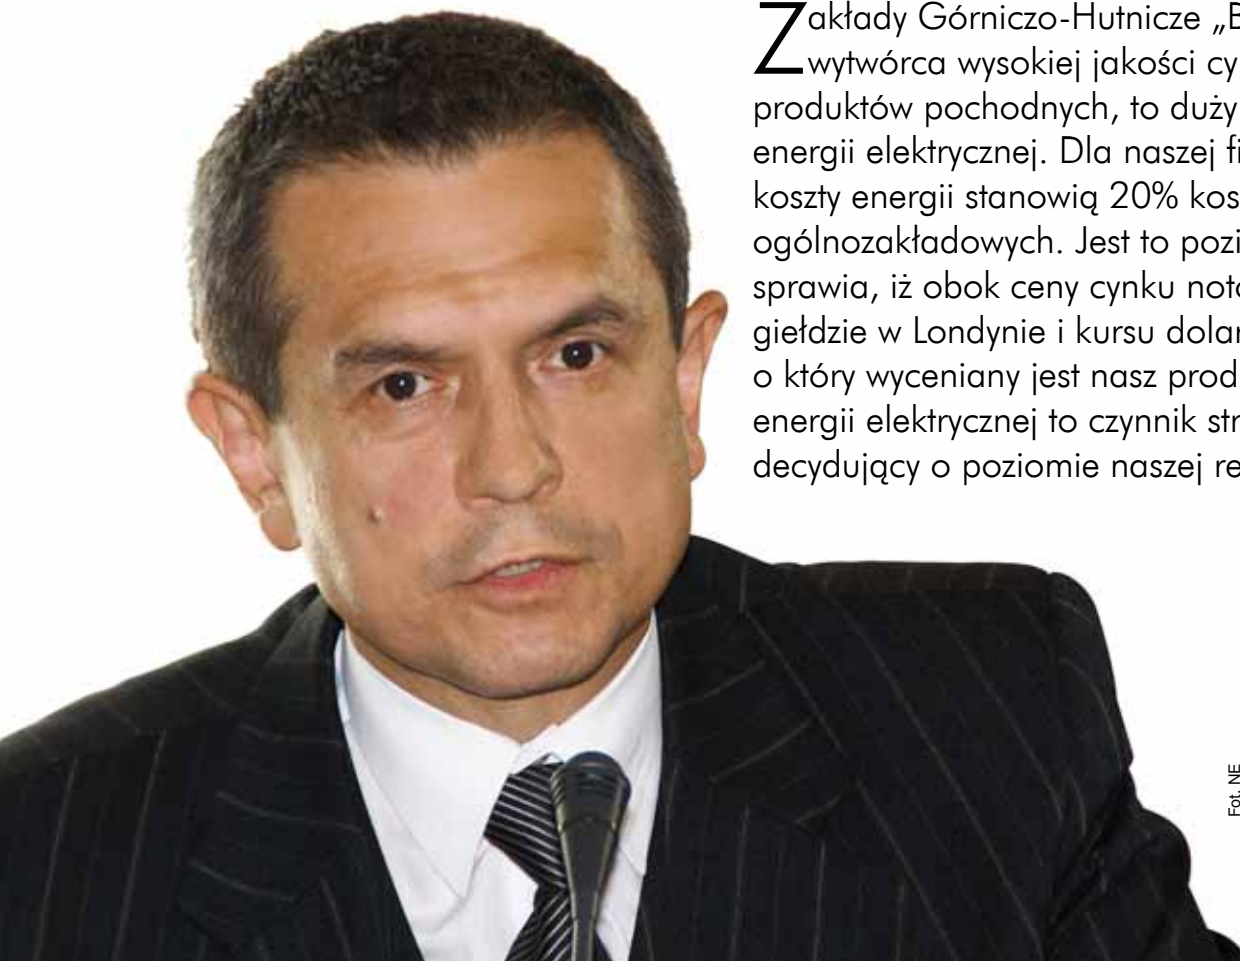 Zakłady Górniczo-Hutnicze „B
wytwórca wysokiej jakości cy
produktów pochodnych, to duży
energii elektrycznej. Dla naszej fi
koszty energii stanowią 20% kos
ogólnozakładowych. Jest to pozi
sprawia, iż obok ceny cynku noto
giełdzie w Londynie i kursu dolar
o który wyceniany jest nasz prod
energii elektrycznej to czynnik str
decydujący o poziomie naszej re
Fot. NE